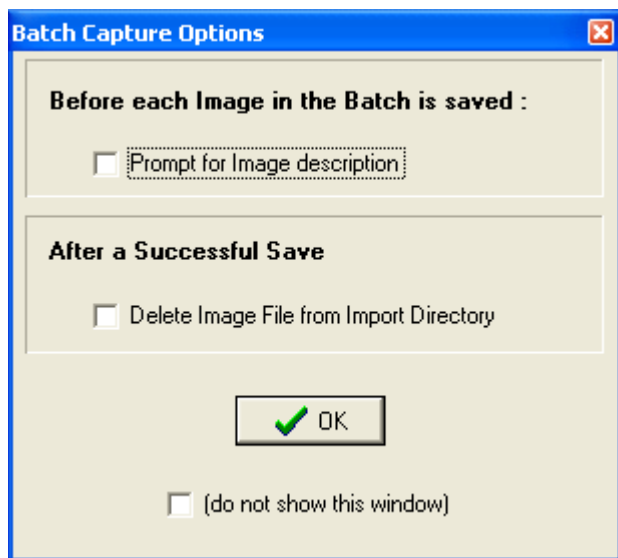 Batch Capture Options
Before each Image in the Batch is saved :
Prompt for Image description
After a Successful Save
Delete Image File from Import Directory
OK
(do not show this window)